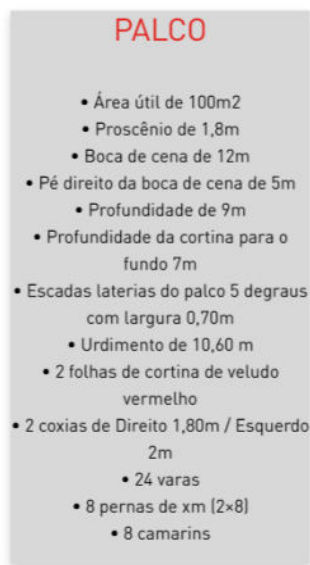 PALCO
• Área útil de 100m2
• Proscênio de 1,8m
• Boca de cena de 12m
• Pé direito da boca de cena de 5m
• Profundidade de 9m
• Profundidade da cortina para o
fundo 7m
• Escadas laterias do palco 5 degraus
com largura 0,70m
• Urdimento de 10,60 m
• 2 folhas de cortina de veludo
vermelho
• 2 coxias de Direito 1,80m / Esquerdo
2m
• 24 varas
• 8 pernas de xm (2×8)
• 8 camarins